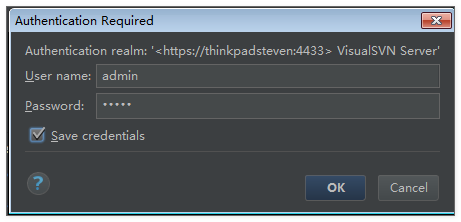 Authentication Required
Authentication realm: '<https://thinkpadsteven:4433> VisualSVN Server'
User name: admin
Password: •••••
Save credentials
?
OK
Cancel